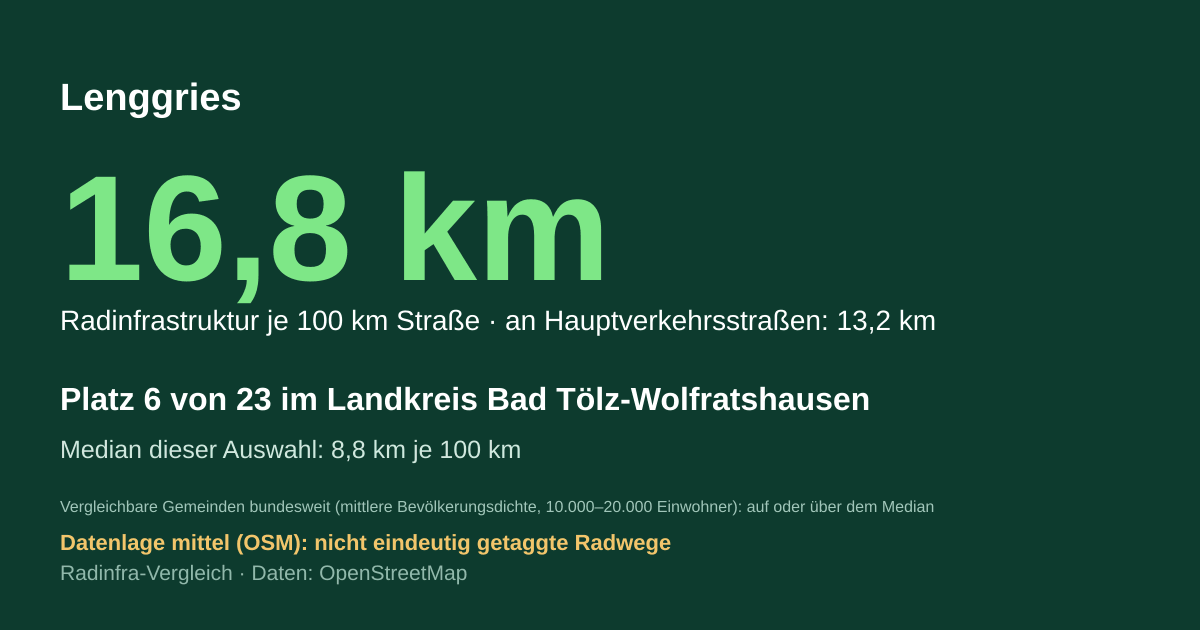 Lenggries
16,8 km
Radinfrastruktur je 100 km Straße · an Hauptverkehrsstraßen: 13,2 km
Platz 6 von 23 im Landkreis Bad Tölz-Wolfratshausen
Median dieser Auswahl: 8,8 km je 100 km
Vergleichbare Gemeinden bundesweit (mittlere Bevölkerungsdichte, 10.000–20.000 Einwohner): auf oder über dem Median
Datenlage mittel (OSM): nicht eindeutig getaggte Radwege
Radinfra-Vergleich · Daten: OpenStreetMap